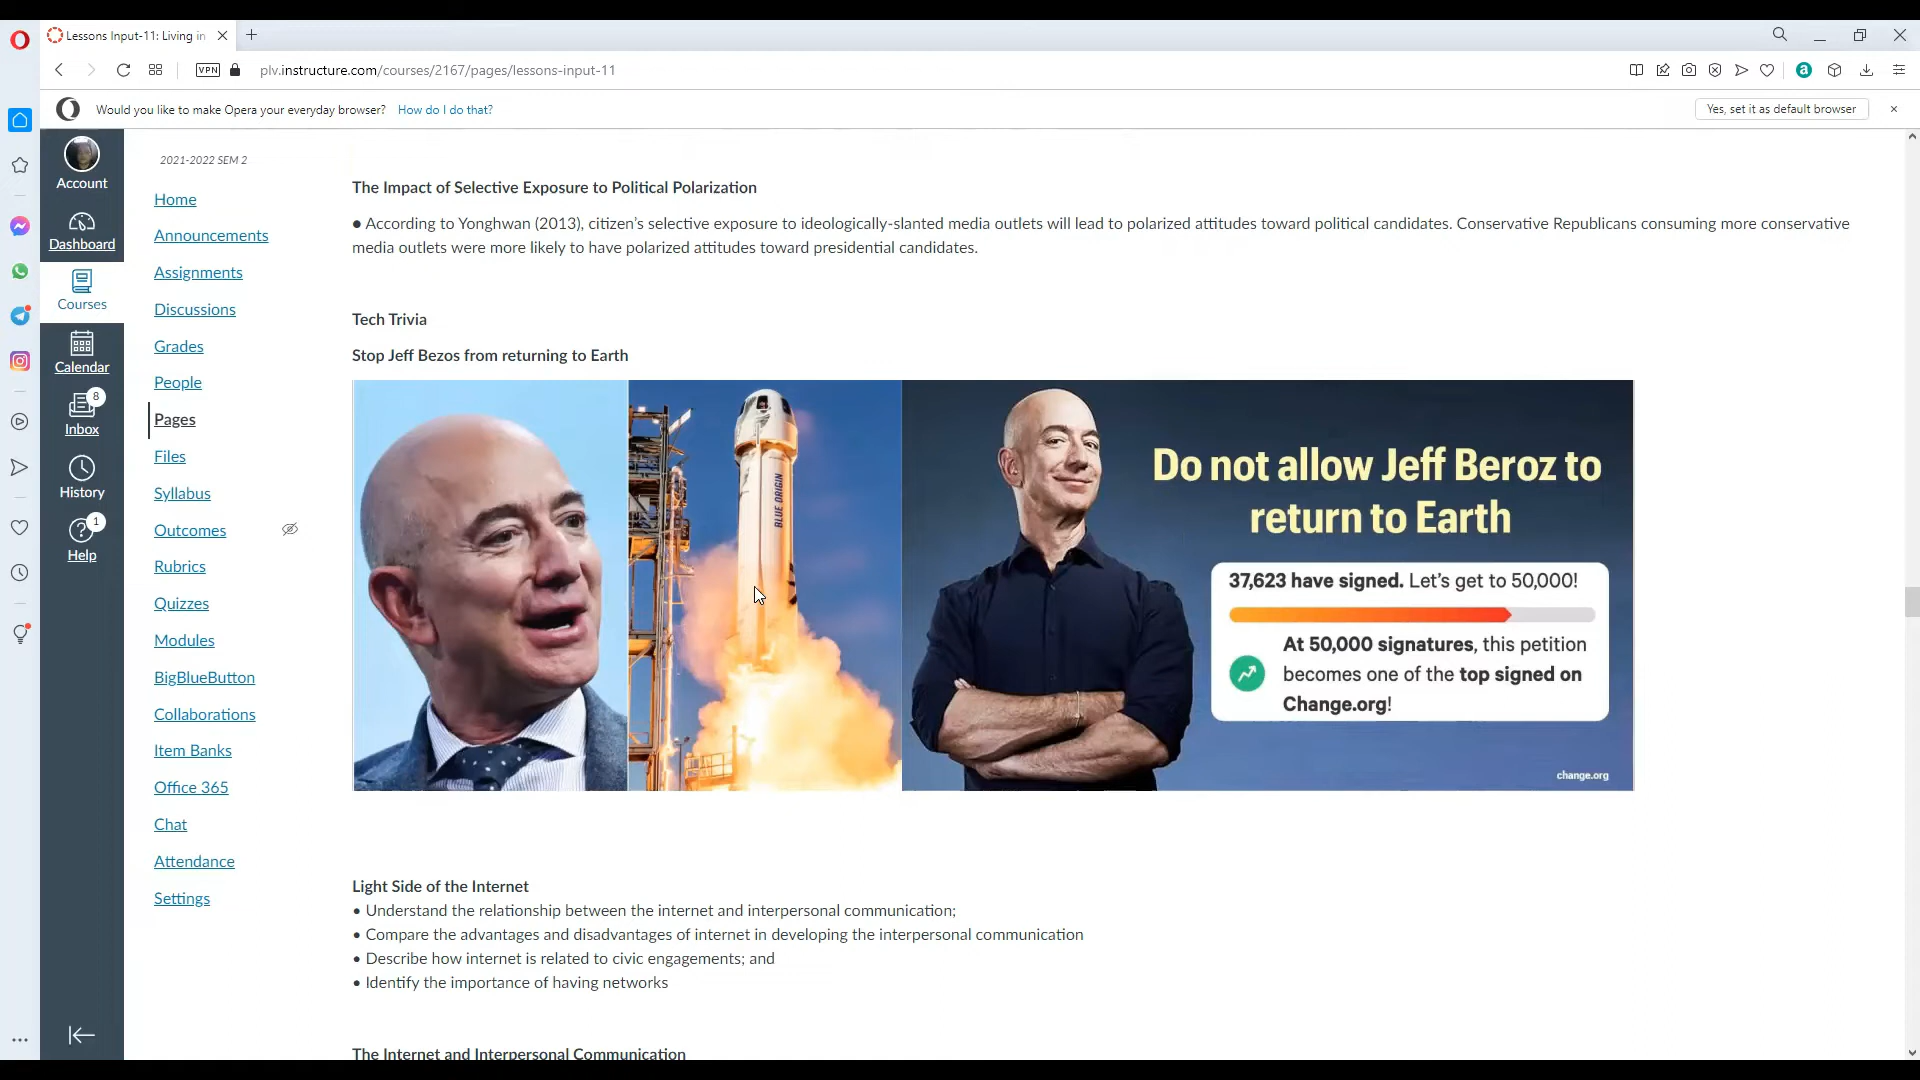 Lessons Input-11: Living in
VPN
plv.instructure.com/courses/2167/pages/lessons-input-11
a
Would you like to make Opera your everyday browser? How do I do that?
Yes, set it as default browser
Account
Dashboard
Courses
Calendar
8
Inbox
History
1
Help
2021-2022 SEM 2
Home
Announcements
Assignments
Discussions
Grades
People
Pages
Files
Syllabus
Outcomes
Rubrics
Quizzes
Modules
BigBlueButton
Collaborations
Item Banks
Office 365
Chat
Attendance
Settings
The Impact of Selective Exposure to Political Polarization
● According to Yonghwan (2013), citizen's selective exposure to ideologically-slanted media outlets will lead to polarized attitudes toward political candidates. Conservative Republicans consuming more conservative
media outlets were more likely to have polarized attitudes toward presidential candidates.
Tech Trivia
Stop Jeff Bezos from returning to Earth
BLUE ORIGIN
Do not allow Jeff Beroz to
return to Earth
37,623 have signed. Let's get to 50,000!
At 50,000 signatures, this petition
becomes one of the top signed on
Change.org!
change.org
Light Side of the Internet
• Understand the relationship between the internet and interpersonal communication;
• Compare the advantages and disadvantages of internet in developing the interpersonal communication
• Describe how internet is related to civic engagements; and
• Identify the importance of having networks
The Internet and Interpersonal Communication